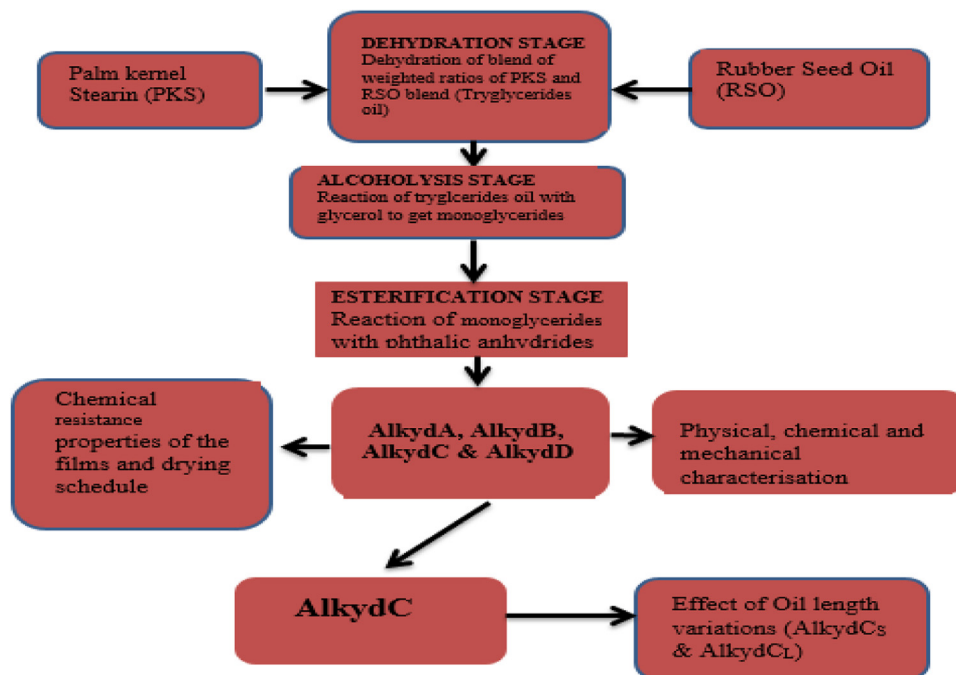 DEHYDRATION STAGE
Dehydration of blend of
weighted ratios of PKS and
RSO blend (Tryglycerides
oil)
Palm kernel
Stearin (PKS)
Rubber Seed Oil
(RSO)
ALCOHOLYSIS STAGE
Reaction of tryglcerides oil with
glycerol to get monoglycerides
ESTERIFICATION STAGE
Reaction of monoglycerides
with phthalic anhydrides
Chemical
resistance
properties of the
films and drying
schedule
AlkydA, AlkydB,
AlkydC & AlkydD
Physical, chemical and
mechanical
characterisation
AlkydC
Effect of Oil length
variations (AlkydCS
& AlkydCL)